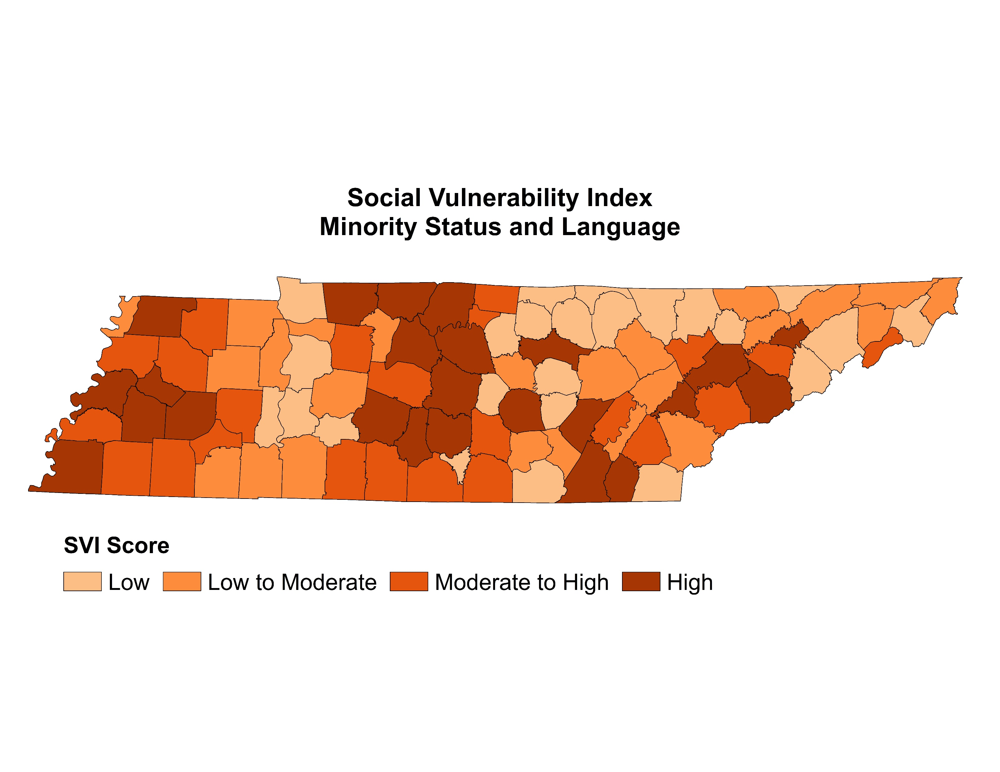 Social Vulnerability Index
Minority Status and Language
SVI Score
Low Low to Moderate Moderate to High High